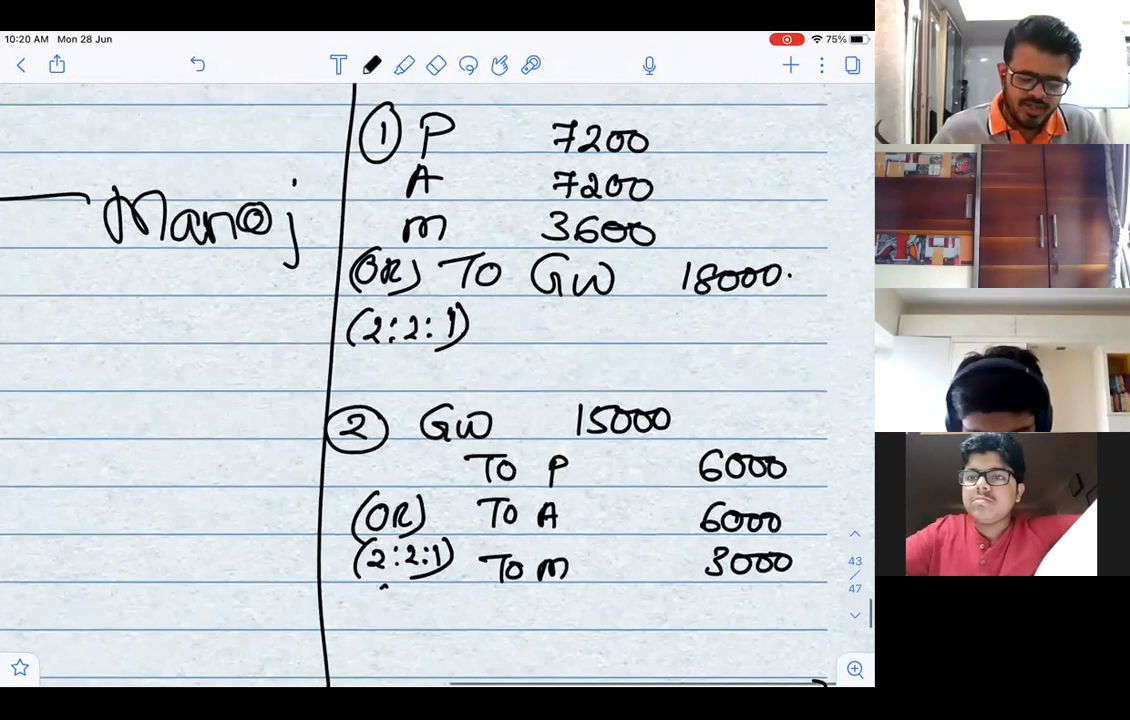 10:20 AM Mon 28 Jun
75%
T
① P 7200
A 7200
Manoj
m 3600
(OR) TO GW 18000.
(2:2:1)
② GW 15000
TO P 6000
(OR) TO A 6000
(2:2:1) TO m 3000
43
/
47